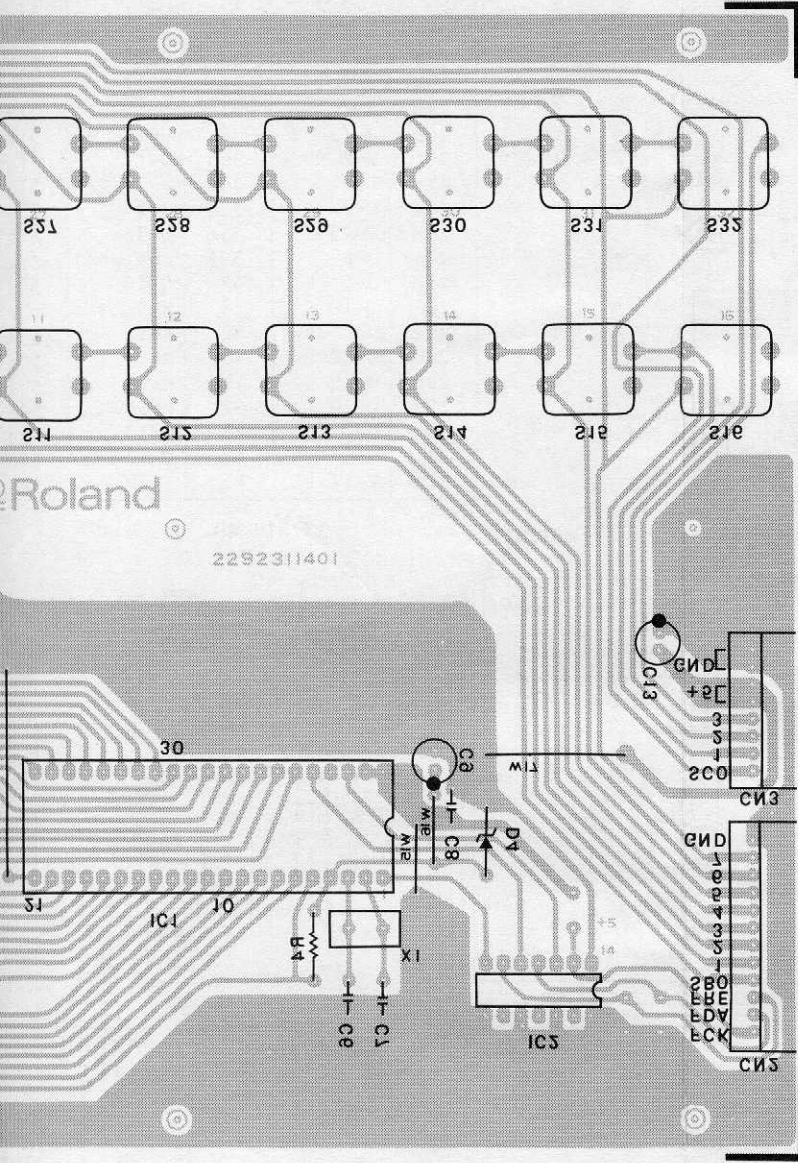 S27 S28 S29 S30 S31 S32
11 12 13 14 15 16
S11 S12 S13 S14 S15 S16
Roland
2292311401
C13
GND
+5
3
2
1
SC0
CN3
30
C9
W17
W16
W15
C8
D4
21
IC1
10
R4
X1
C6
C7
+5
14
IC2
GND
7
6
5
4
3
2
1
SB0
FRE
FDA
FCK
CN2